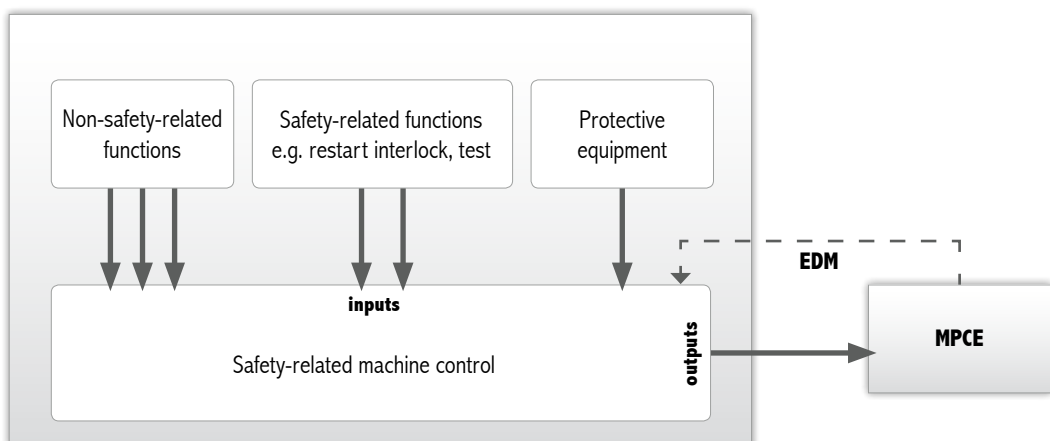 Non-safety-related
functions
Safety-related functions
e.g. restart interlock, test
Protective
equipment
EDM
inputs
Safety-related machine control
outputs
MPCE